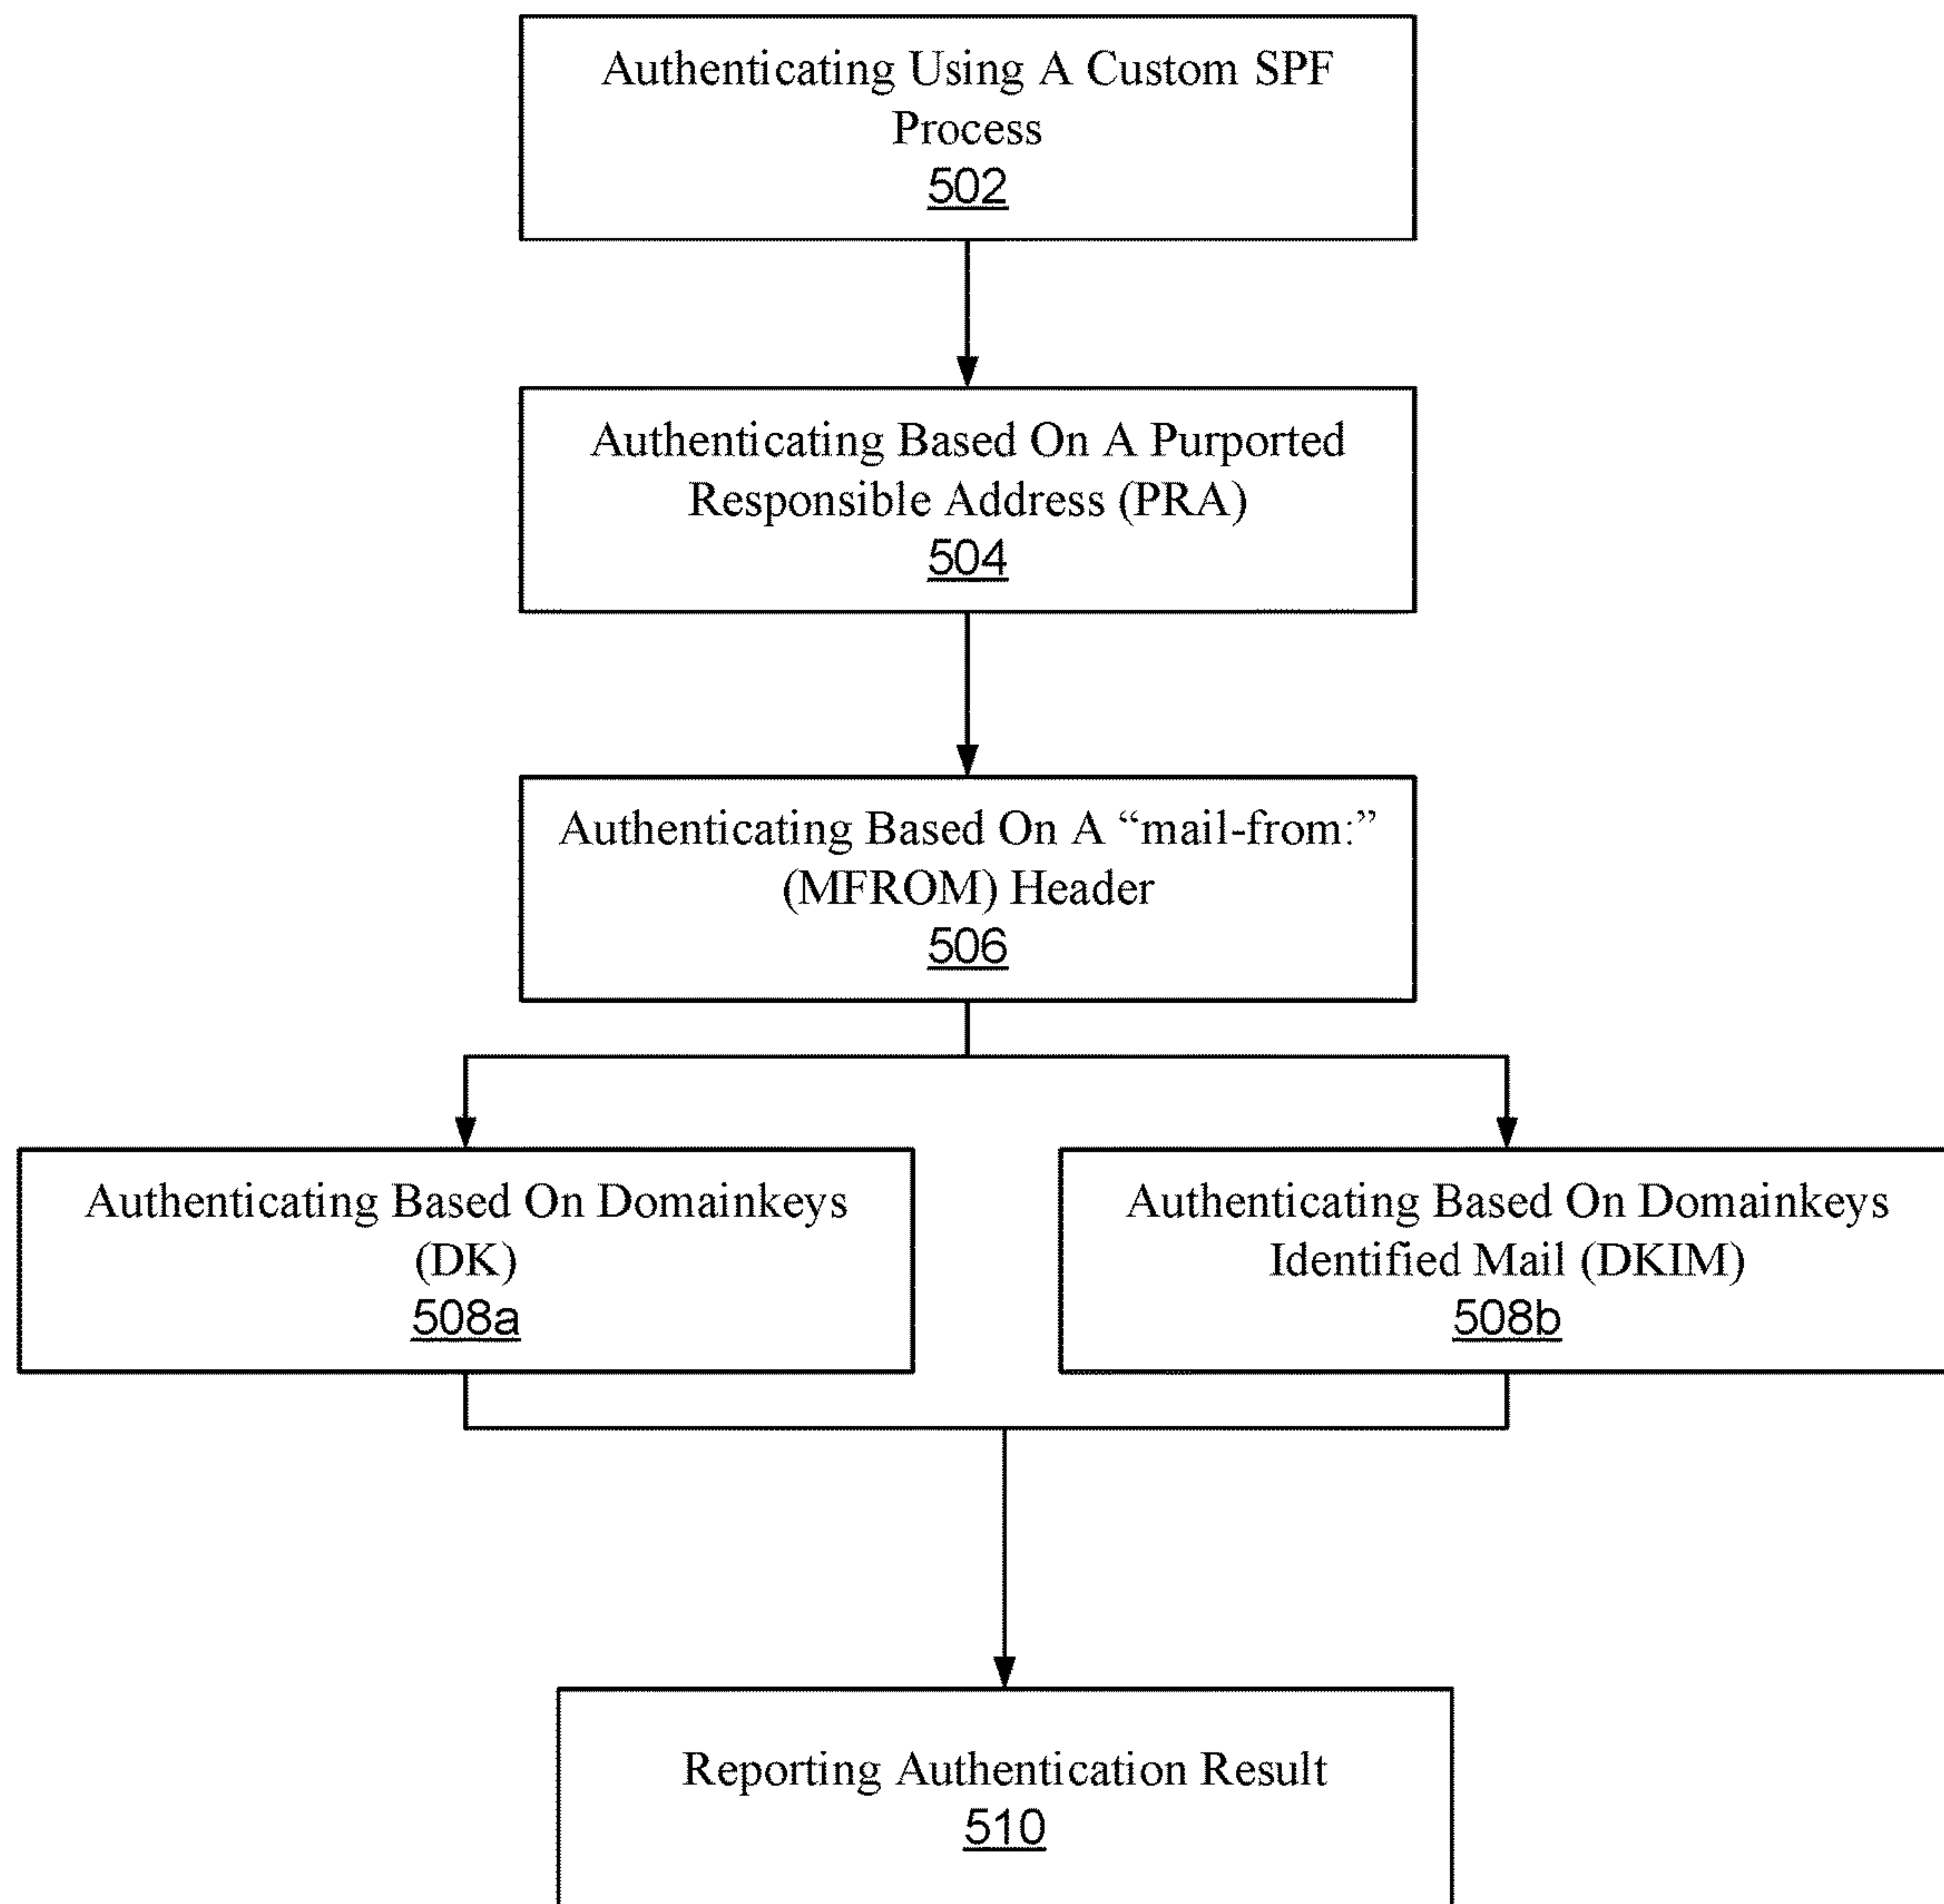 Authenticating Using A Custom SPF
Process
502
Authenticating Based On A Purported
Responsible Address (PRA)
504
Authenticating Based On A “mail-from:”
(MFROM) Header
506
Authenticating Based On Domainkeys
(DK)
508a
Authenticating Based On Domainkeys
Identified Mail (DKIM)
508b
Reporting Authentication Result
510